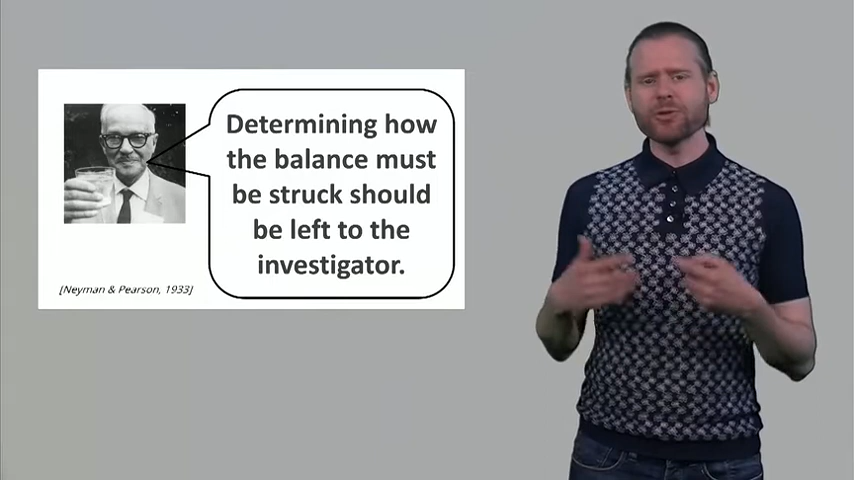 Determining how
the balance must
be struck should
be left to the
investigator.
[Neyman & Pearson, 1933]